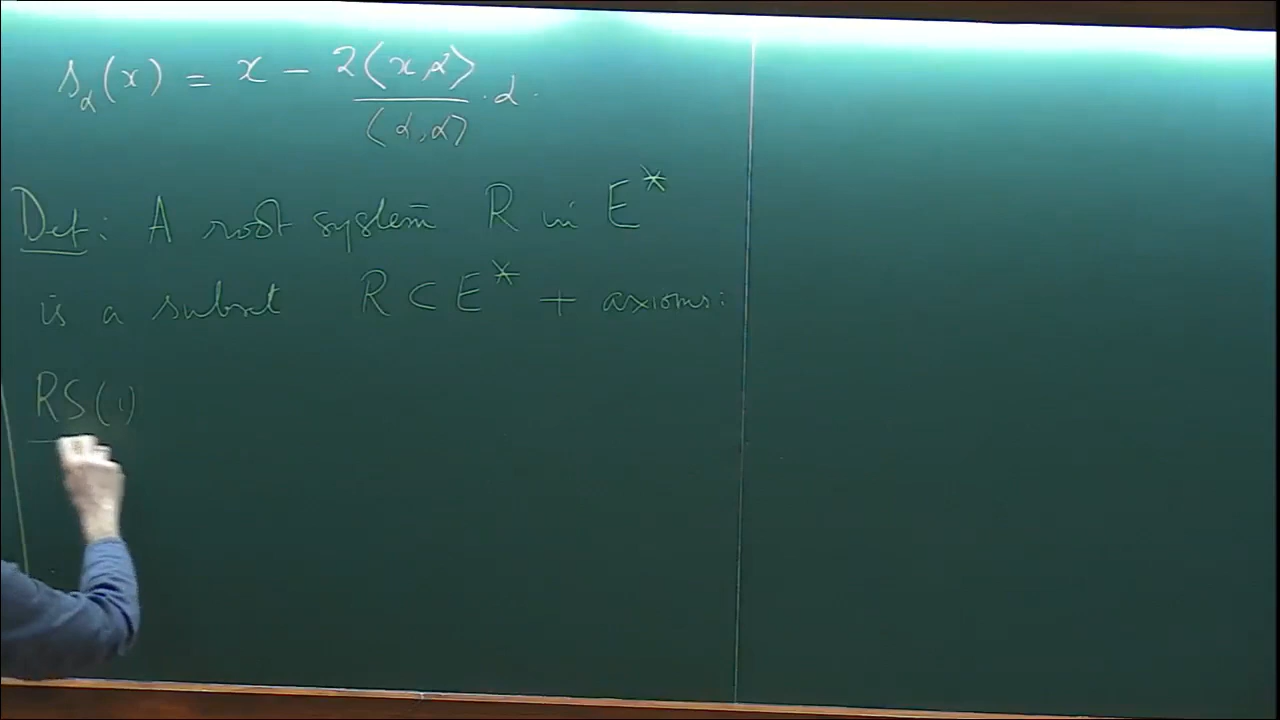 s_α(x) = x - 2⟨x,α⟩/⟨α,α⟩ · α.
Def: A root system R in E*
is a subset R ⊂ E* + axioms:
RS(1)